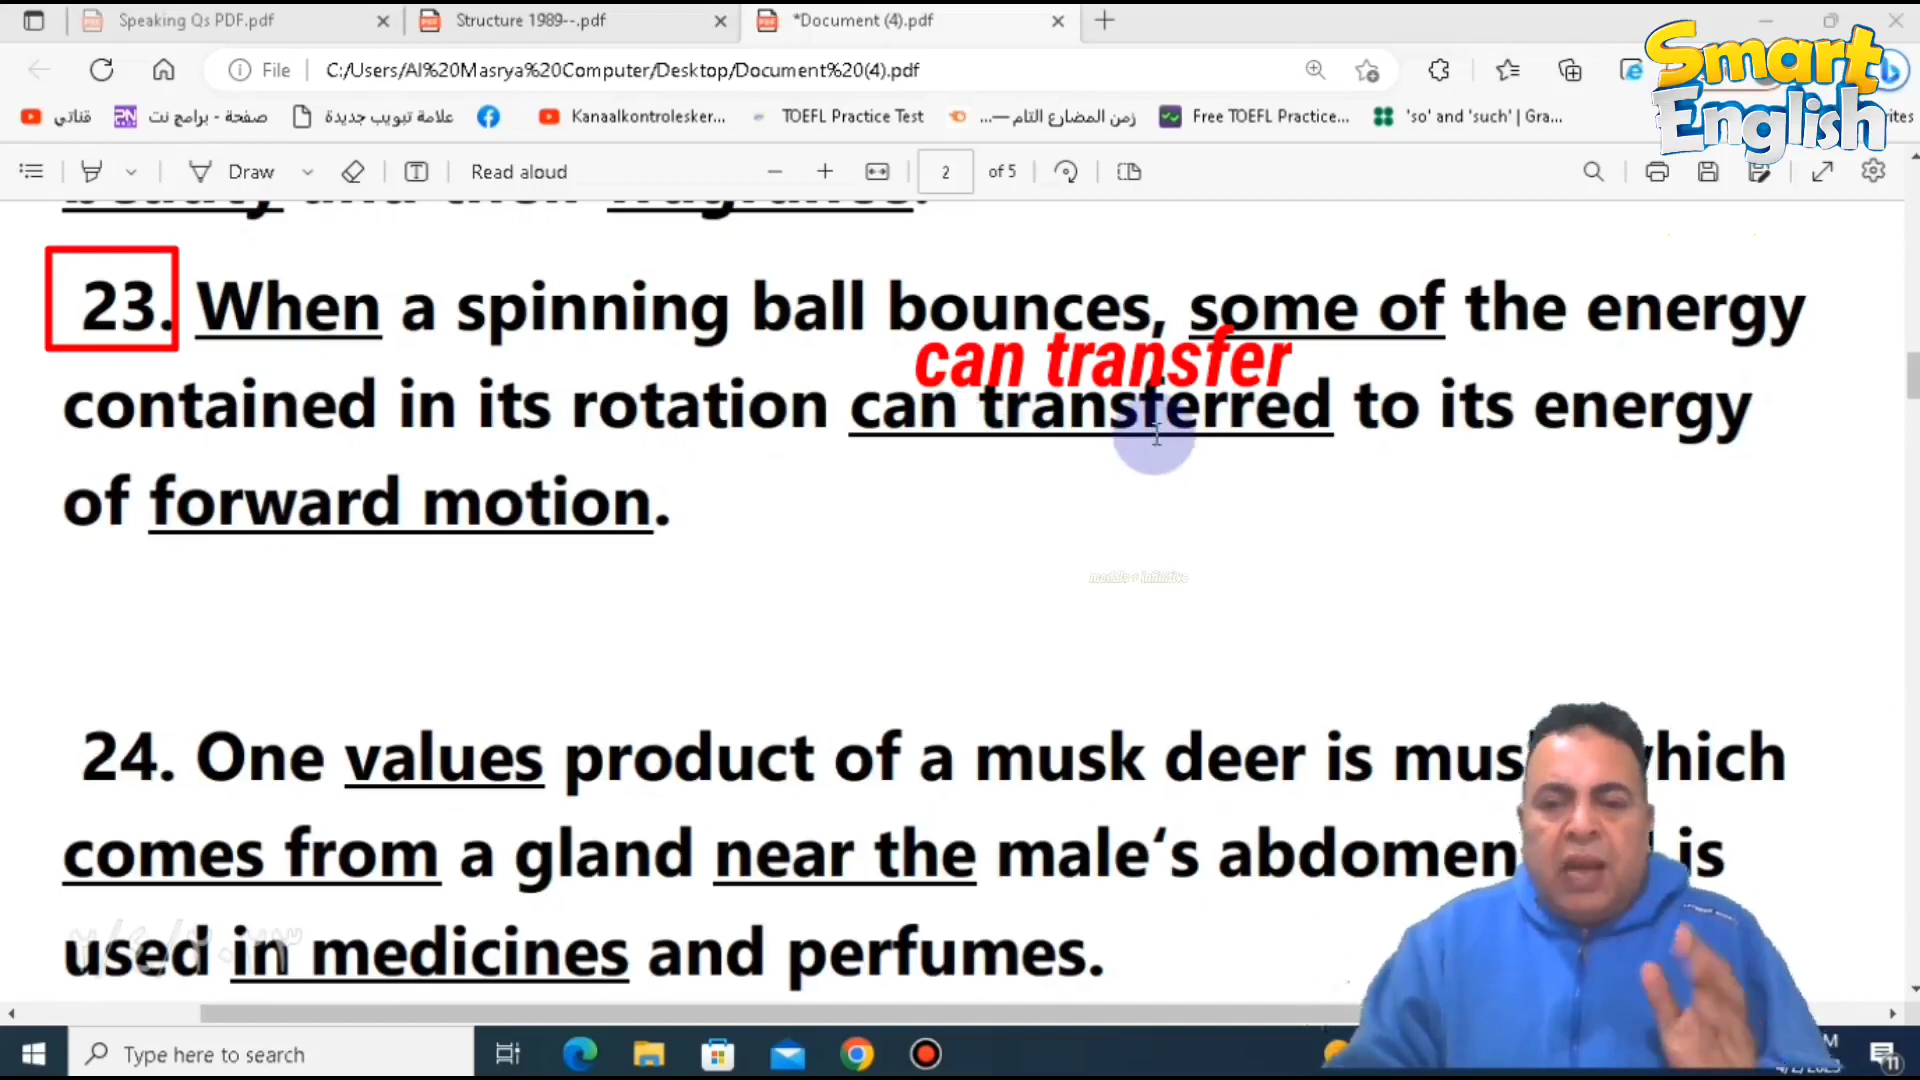 Speaking Qs PDF.pdf
Structure 1989--.pdf
*Document (4).pdf
File
C:/Users/Al%20Masrya%20Computer/Desktop/Document%20(4).pdf
Smart English
قناتي
صفحة - برامج نت
علامة تبويب جديدة
Kanaalkontrolesker...
TOEFL Practice Test
زمن المضارع التام —...
Free TOEFL Practice...
'so' and 'such' | Gra...
Draw
Read aloud
2 of 5
23. When a spinning ball bounces, some of the energy
can transfer
contained in its rotation can transferred to its energy
of forward motion.
modals + infinitive
24. One values product of a musk deer is
comes from a gland near the male‘s abdomen is
used in medicines and perfumes.
Type here to search
11